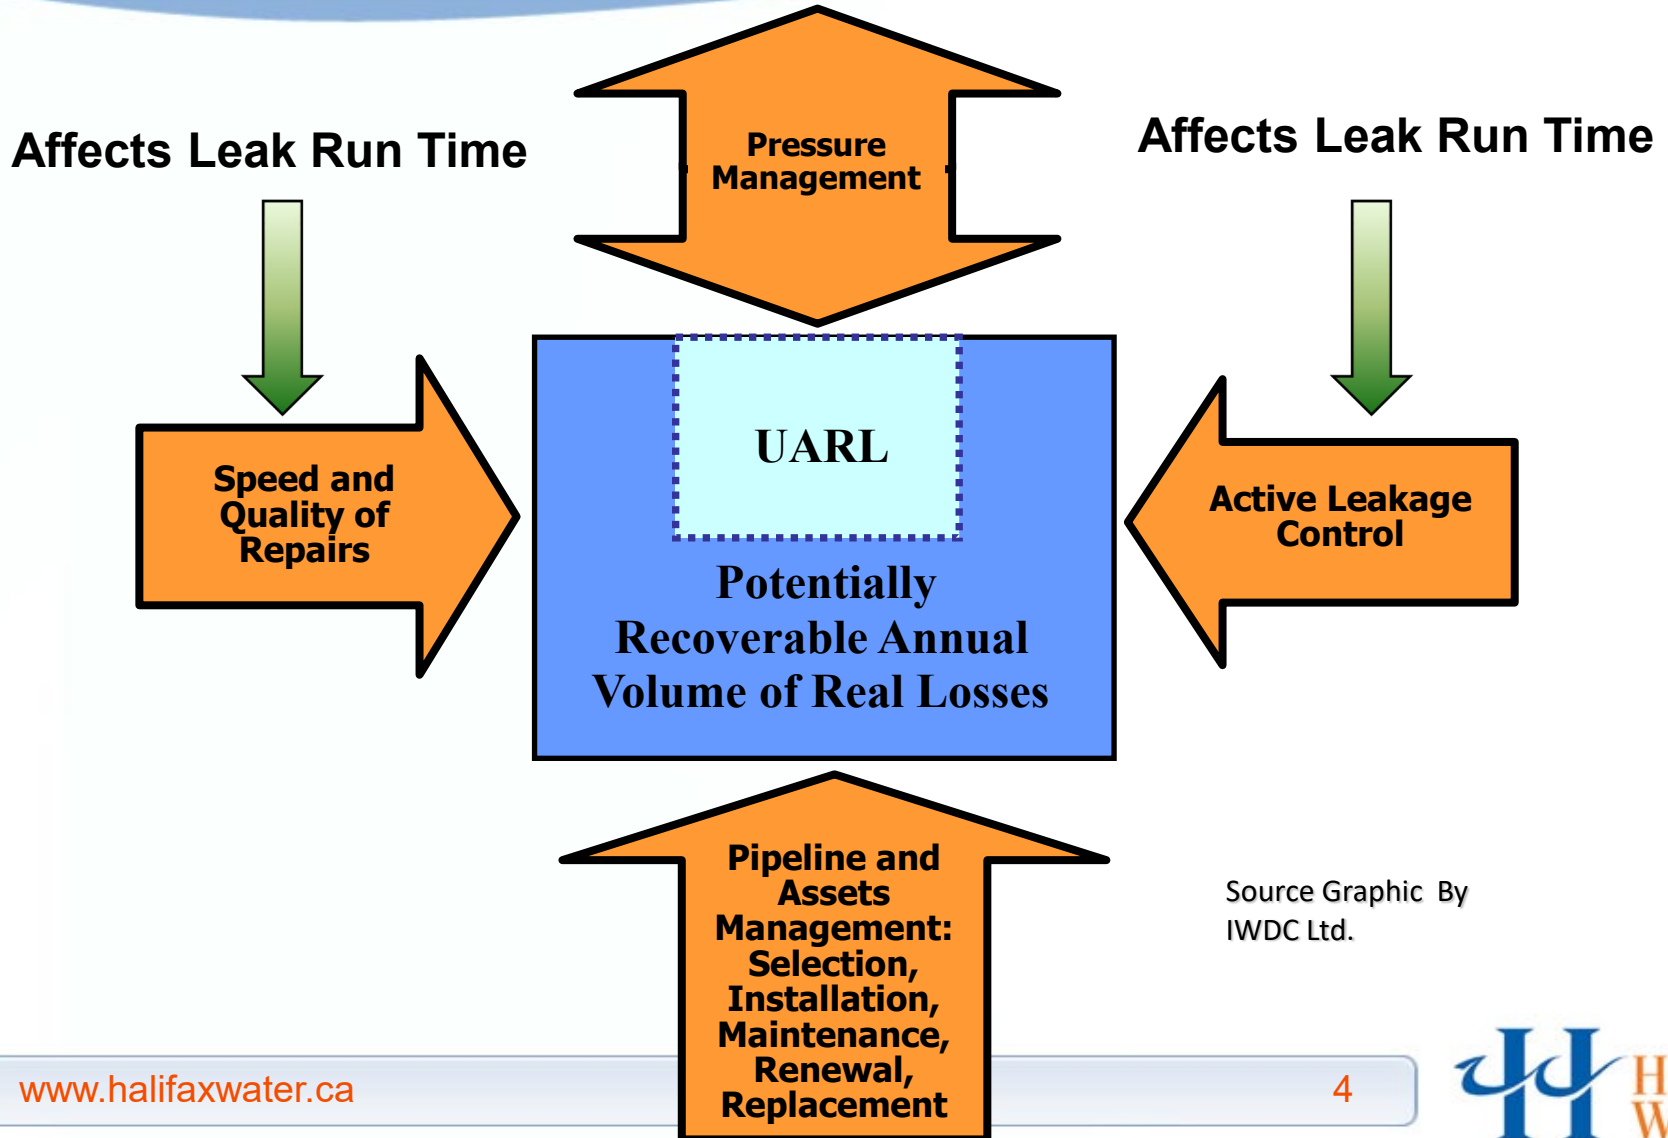 Affects Leak Run Time
Pressure
Management
Affects Leak Run Time
Speed and
Quality of
Repairs
UARL
Potentially
Recoverable Annual
Volume of Real Losses
Active Leakage
Control
Pipeline and
Assets
Management:
Selection,
Installation,
Maintenance,
Renewal,
Replacement
Source Graphic By
IWDC Ltd.
www.halifaxwater.ca
4